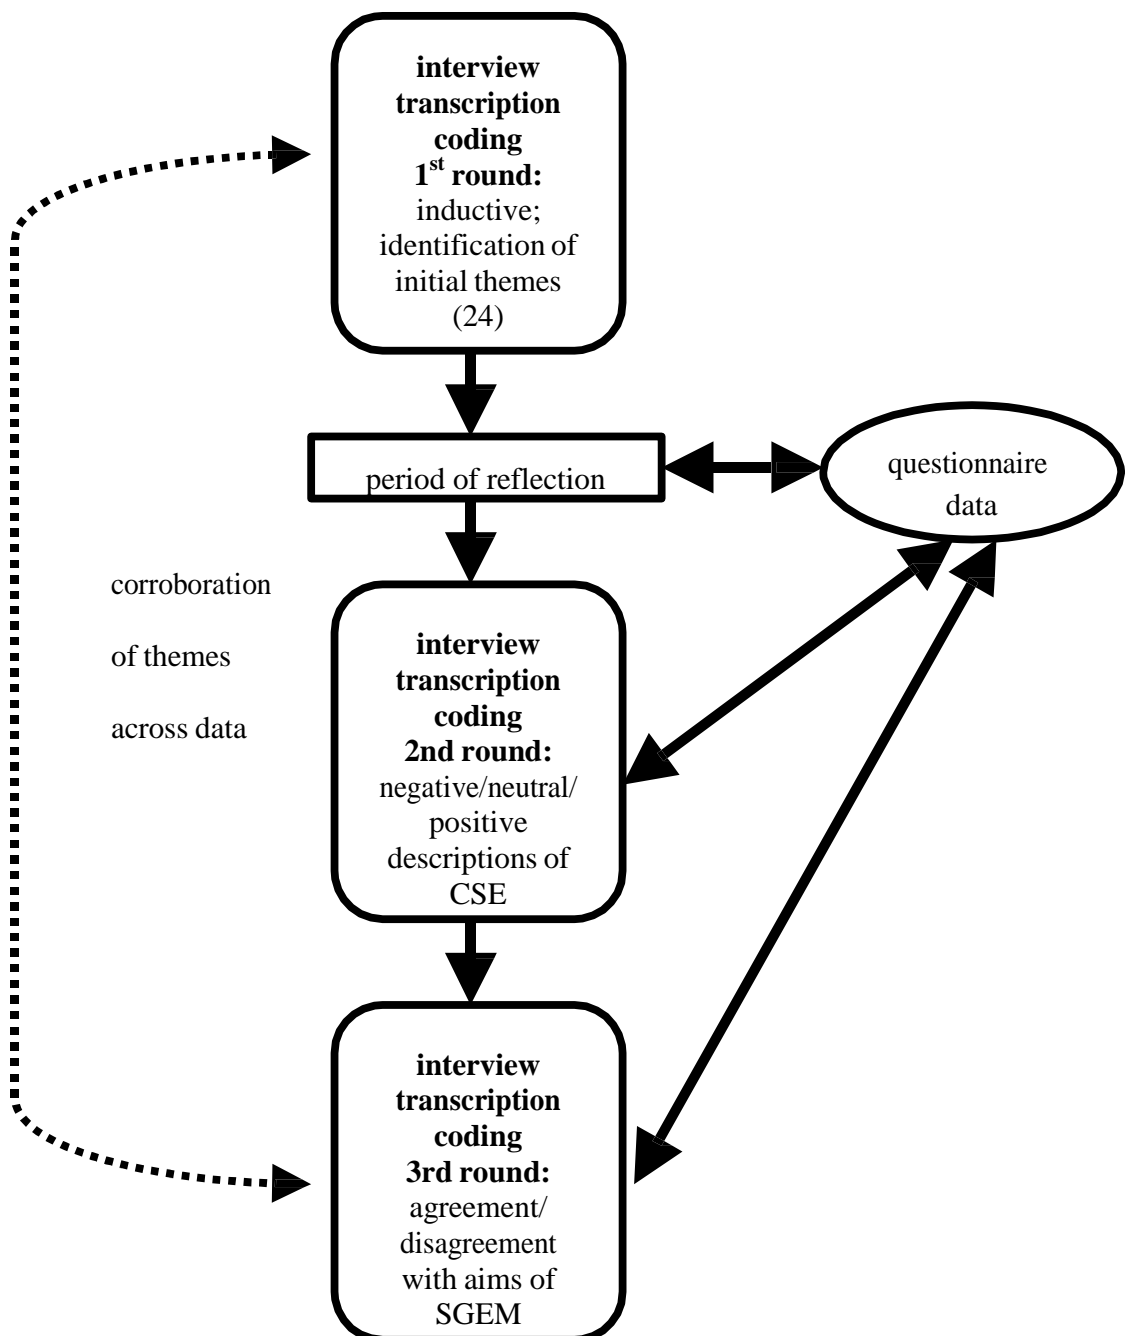 interview
transcription
coding
1st round:
inductive;
identification of
initial themes
(24)
period of reflection
questionnaire
data
corroboration
of themes
across data
interview
transcription
coding
2nd round:
negative/neutral/
positive
descriptions of
CSE
interview
transcription
coding
3rd round:
agreement/
disagreement
with aims of
SGEM